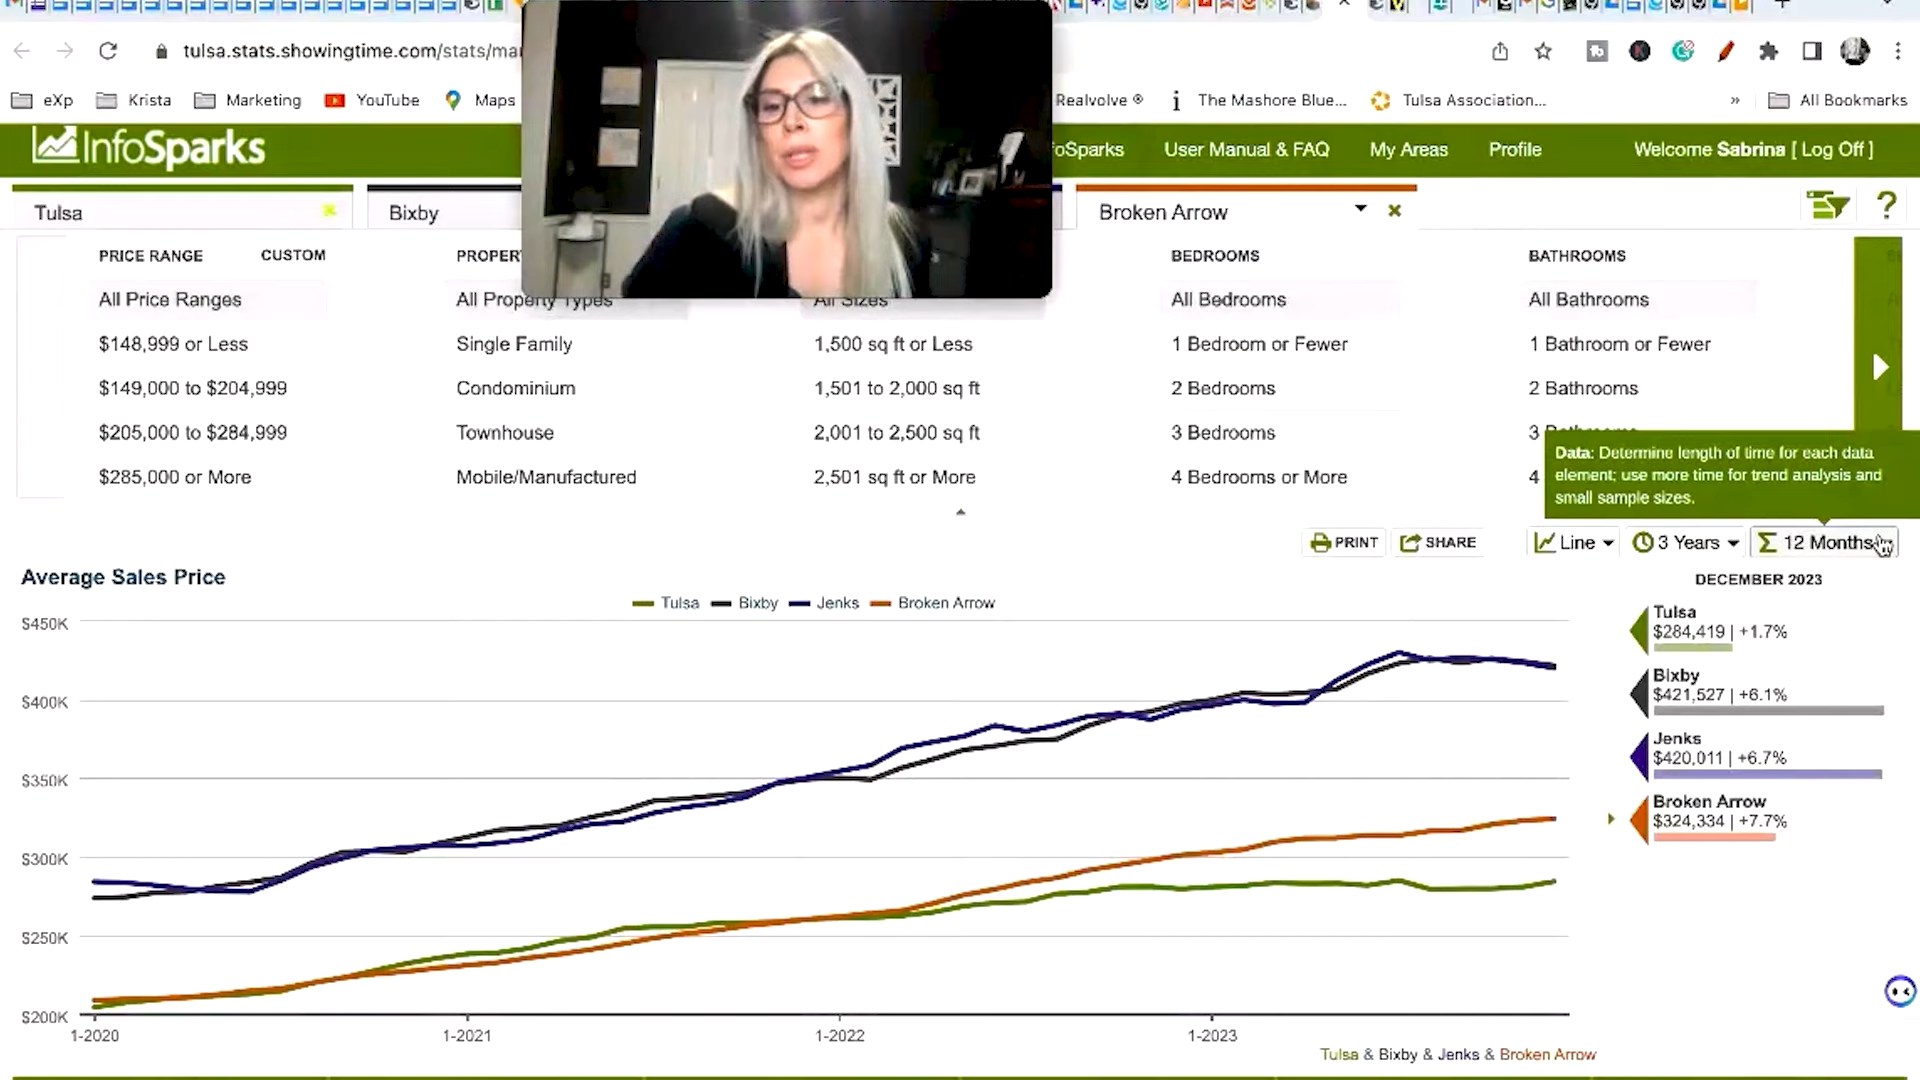 tulsa.stats.showingtime.com/stats/ma
eXp
Krista
Marketing
YouTube
Maps
Realvolve ®
The Mashore Blue...
Tulsa Association...
»
All Bookmarks
InfoSparks
foSparks
User Manual & FAQ
My Areas
Profile
Welcome Sabrina [ Log Off ]
Tulsa
Bixby
Broken Arrow
?
PRICE RANGE
CUSTOM
PROPER
BEDROOMS
BATHROOMS
All Price Ranges
All Property Types
All Sizes
All Bedrooms
All Bathrooms
$148,999 or Less
Single Family
1,500 sq ft or Less
1 Bedroom or Fewer
1 Bathroom or Fewer
$149,000 to $204,999
Condominium
1,501 to 2,000 sq ft
2 Bedrooms
2 Bathrooms
$205,000 to $284,999
Townhouse
2,001 to 2,500 sq ft
3 Bedrooms
3 Bathrooms
$285,000 or More
Mobile/Manufactured
2,501 sq ft or More
4 Bedrooms or More
4
Data: Determine length of time for each data
element; use more time for trend analysis and
small sample sizes.
PRINT
SHARE
Line
3 Years
12 Months
Average Sales Price
DECEMBER 2023
Tulsa
Bixby
Jenks
Broken Arrow
$450K
$400K
$350K
$300K
$250K
$200K
1-2020
1-2021
1-2022
1-2023
Tulsa
$284,419 | +1.7%
Bixby
$421,527 | +6.1%
Jenks
$420,011 | +6.7%
Broken Arrow
$324,334 | +7.7%
Tulsa & Bixby & Jenks & Broken Arrow